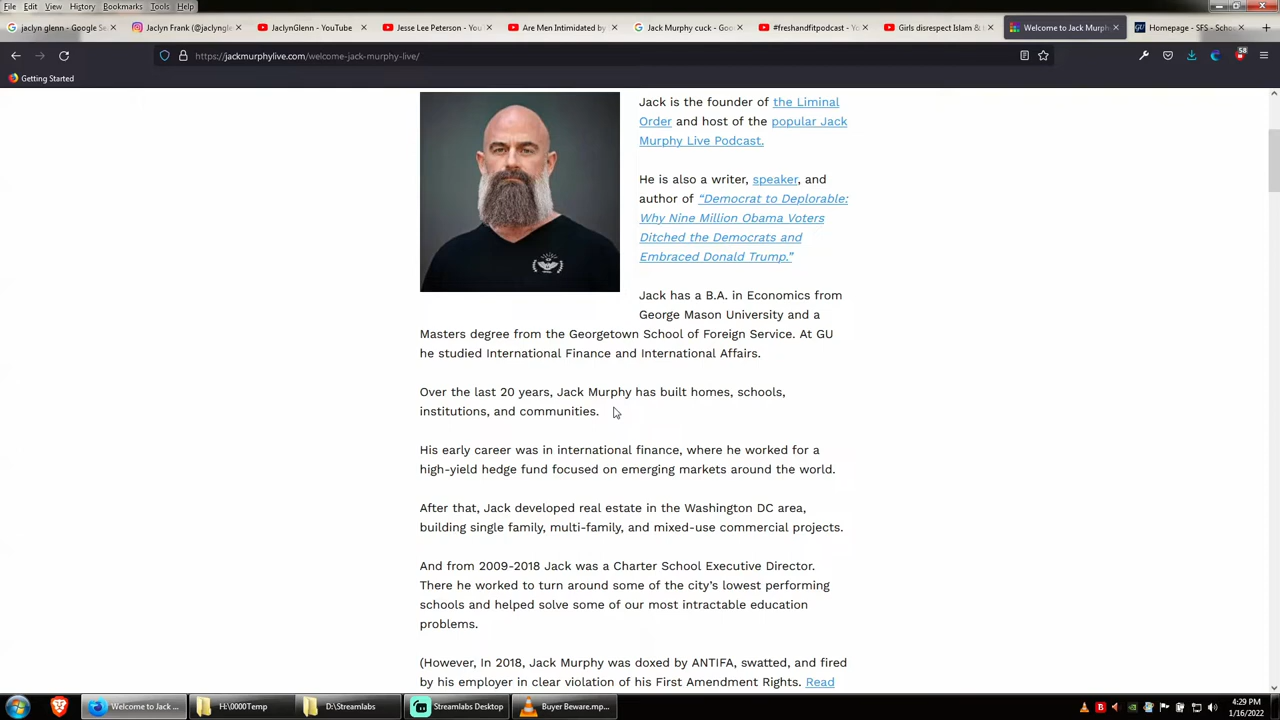 File Edit View History Bookmarks Tools Help
jaclyn glenn - Google Se
Jaclyn Frank (@jaclyngle
JaclynGlenn - YouTube
Jesse Lee Peterson - You
Are Men Intimidated by
Jack Murphy cuck - Goo
#freshandfitpodcast - Yo
Girls disrespect Islam &
Welcome to Jack Murph
Homepage - SFS - Schoo
https://jackmurphylive.com/welcome-jack-murphy-live/
58
Getting Started
Jack is the founder of the Liminal
Order and host of the popular Jack
Murphy Live Podcast.
He is also a writer, speaker, and
author of “Democrat to Deplorable:
Why Nine Million Obama Voters
Ditched the Democrats and
Embraced Donald Trump.”
Jack has a B.A. in Economics from
George Mason University and a
Masters degree from the Georgetown School of Foreign Service. At GU
he studied International Finance and International Affairs.
Over the last 20 years, Jack Murphy has built homes, schools,
institutions, and communities.
His early career was in international finance, where he worked for a
high-yield hedge fund focused on emerging markets around the world.
After that, Jack developed real estate in the Washington DC area,
building single family, multi-family, and mixed-use commercial projects.
And from 2009-2018 Jack was a Charter School Executive Director.
There he worked to turn around some of the city’s lowest performing
schools and helped solve some of our most intractable education
problems.
(However, In 2018, Jack Murphy was doxed by ANTIFA, swatted, and fired
by his employer in clear violation of his First Amendment Rights. Read
Welcome to Jack ...
H:\0000Temp
D:\Streamlabs
Streamlabs Desktop
Buyer Beware.mp...
4:29 PM
1/16/2022